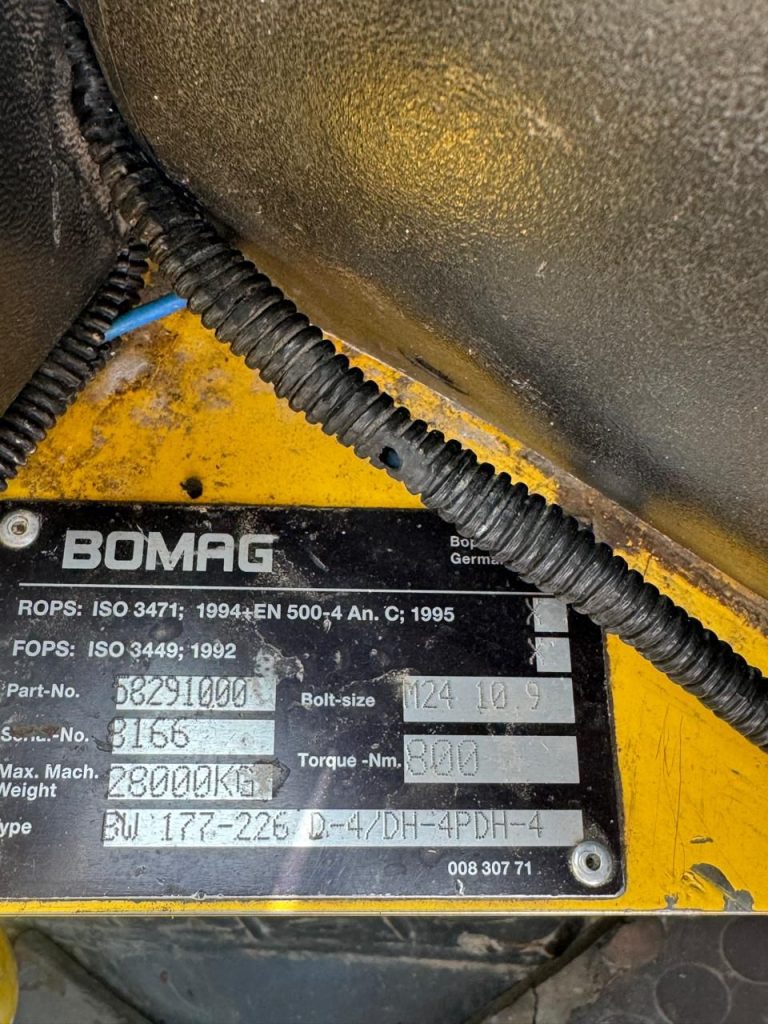 BOMAG
ROPS: ISO 3471; 1994+EN 500-4 An. C; 1995
FOPS: ISO 3449; 1992
Part-No. 58291000 Bolt-size M24 10.9
Serial-No. 8166
Max. Mach. Weight 28000KG Torque -Nm. 800
BW 177-226 D-4/DH-4PDH-4
008 307 71